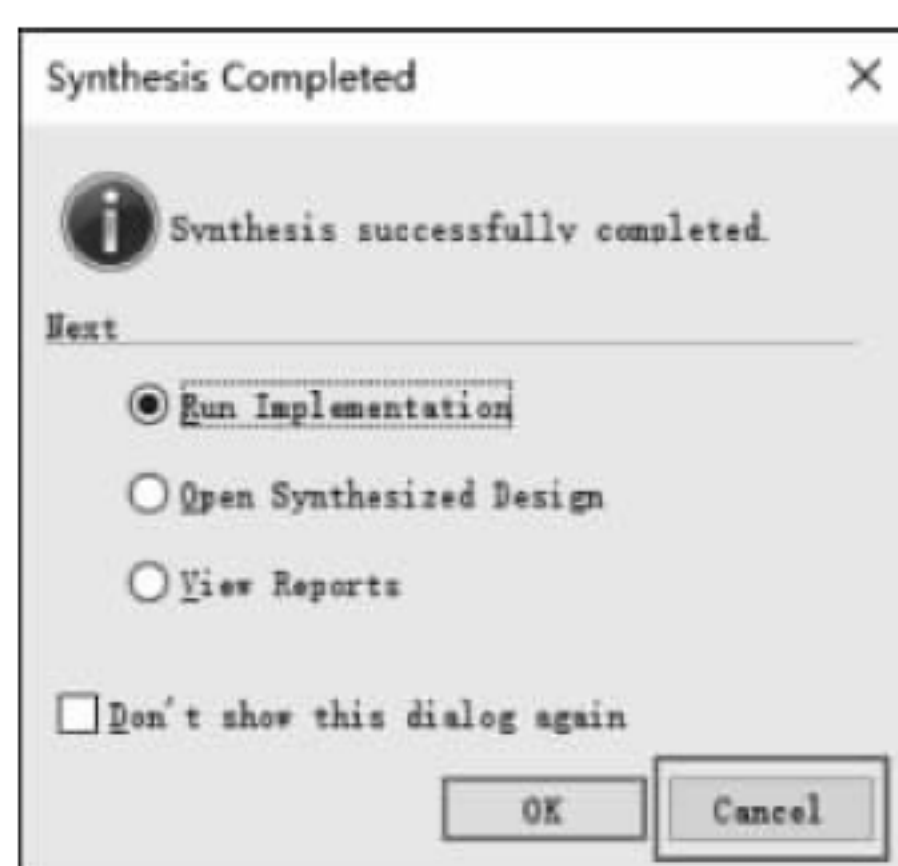 Synthesis Completed
Synthesis successfully completed.
Next
Run Implementation
Open Synthesized Design
View Reports
Don't show this dialog again
OK
Cancel